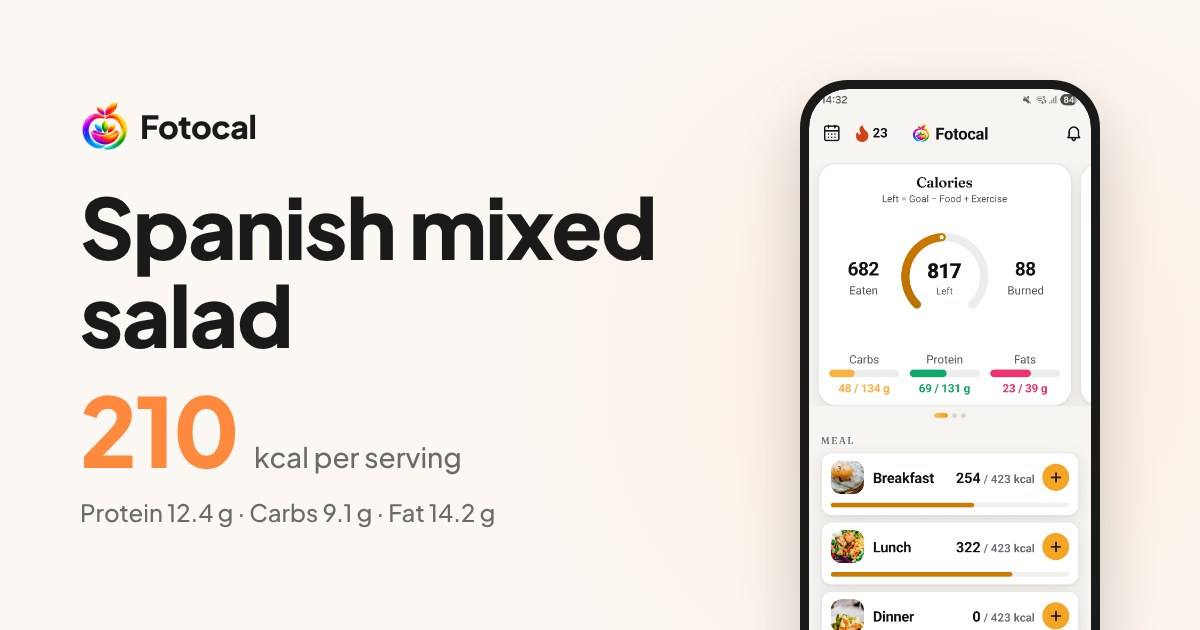 Fotocal
Spanish mixed
salad
210 kcal per serving
Protein 12.4 g · Carbs 9.1 g · Fat 14.2 g
14:32 84
23 Fotocal
Calories
Left = Goal − Food + Exercise
682 817 88
Eaten Left Burned
Carbs Protein Fats
48 / 134 g 69 / 131 g 23 / 39 g
MEAL
Breakfast 254 / 423 kcal +
Lunch 322 / 423 kcal +
Dinner 0 / 423 kcal +